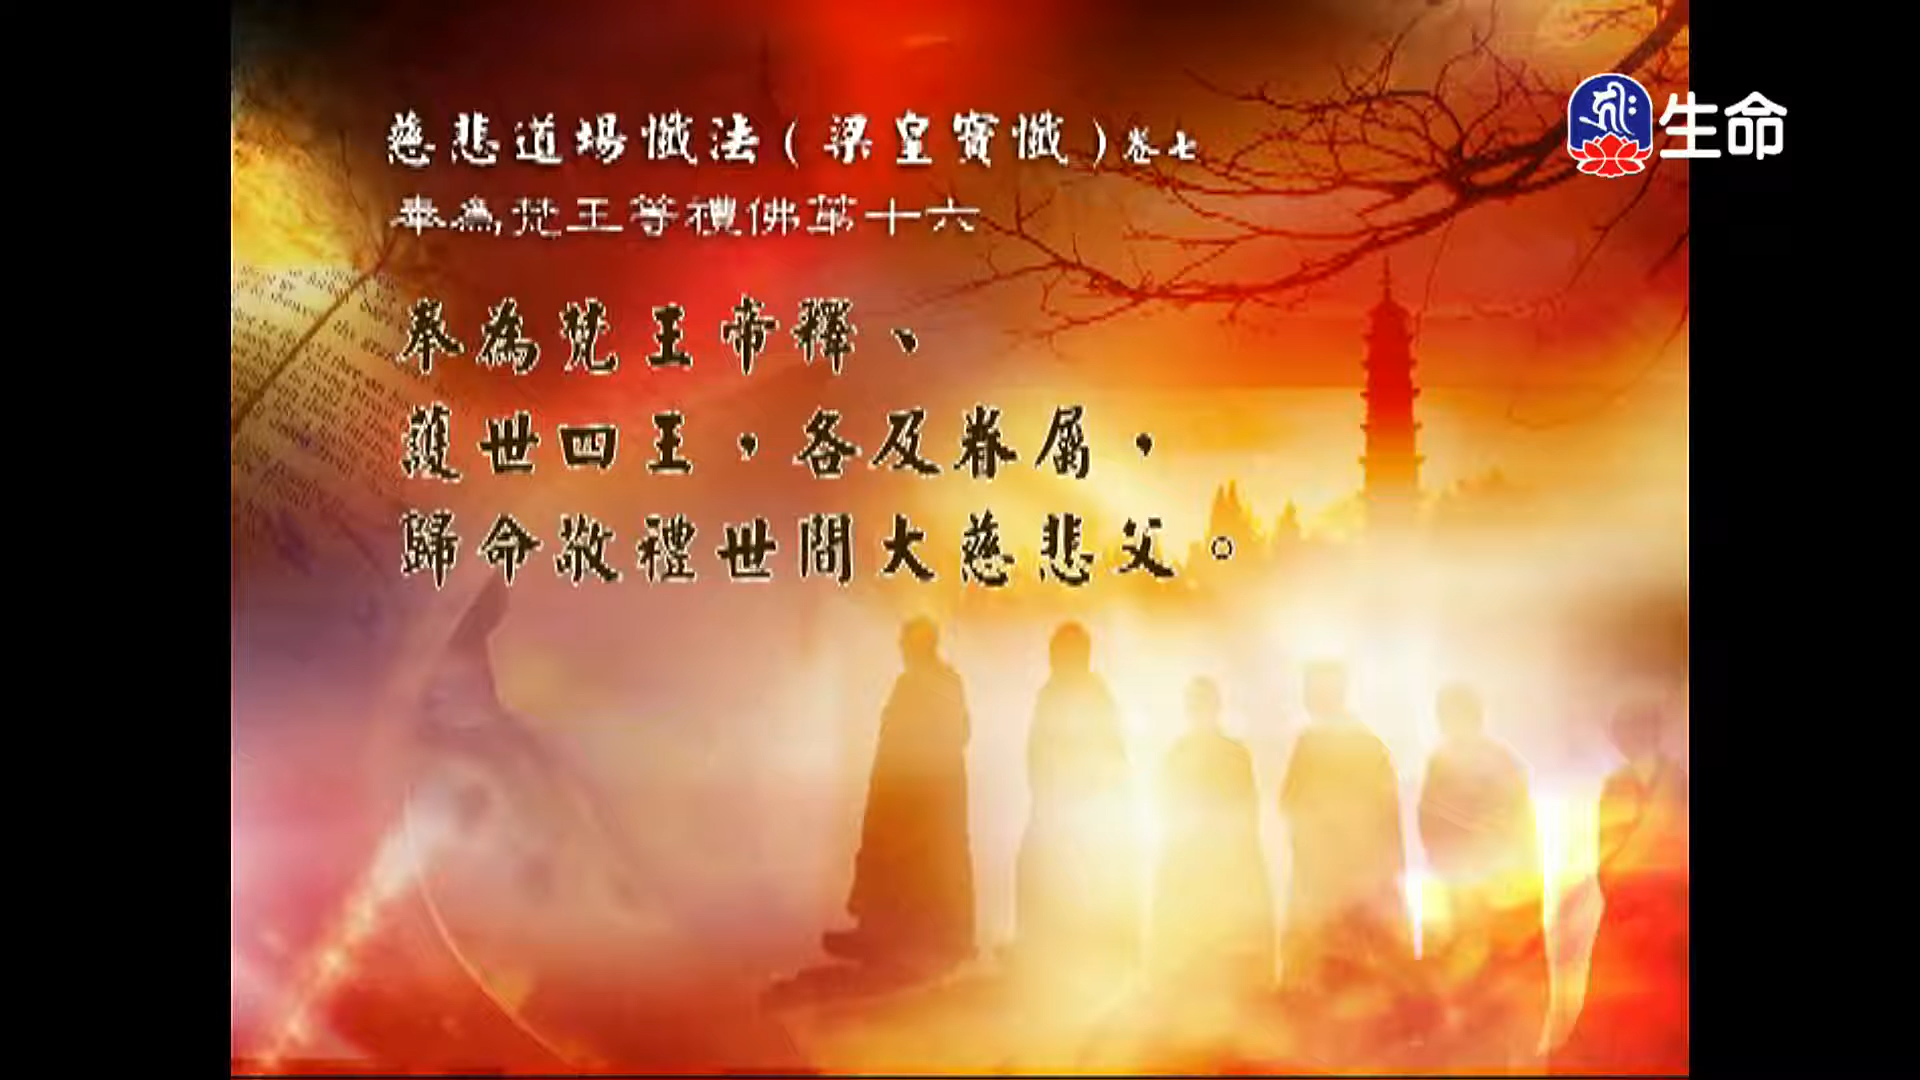 慈悲道場懺法(梁皇寶懺)卷七
生命
奉為梵王等禮佛第十六
奉為梵王帝釋、
護世四王,各及眷屬,
歸命敬禮世間大慈悲父。